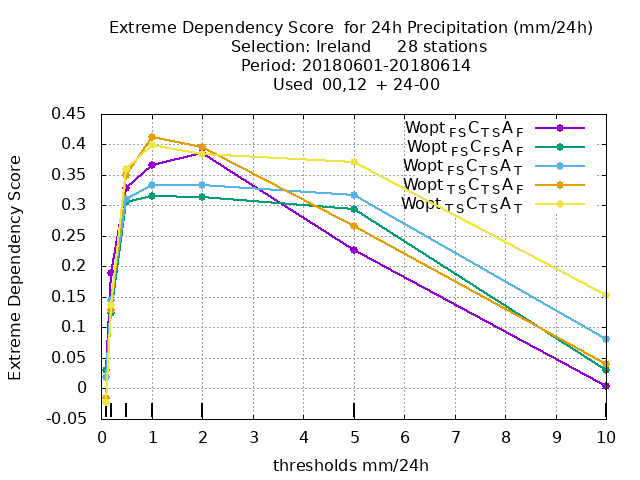 Extreme Dependency Score for 24h Precipitation (mm/24h)
Selection: Ireland 28 stations
Period: 20180601-20180614
Used 00,12 + 24-00
Wopt FS C TS A F
Wopt FS C FS A F
Wopt FS C TS A T
Wopt TS C TS A F
Wopt TS C TS A T
Extreme Dependency Score
0.45
0.4
0.35
0.3
0.25
0.2
0.15
0.1
0.05
0
-0.05
0 1 2 3 4 5 6 7 8 9 10
thresholds mm/24h